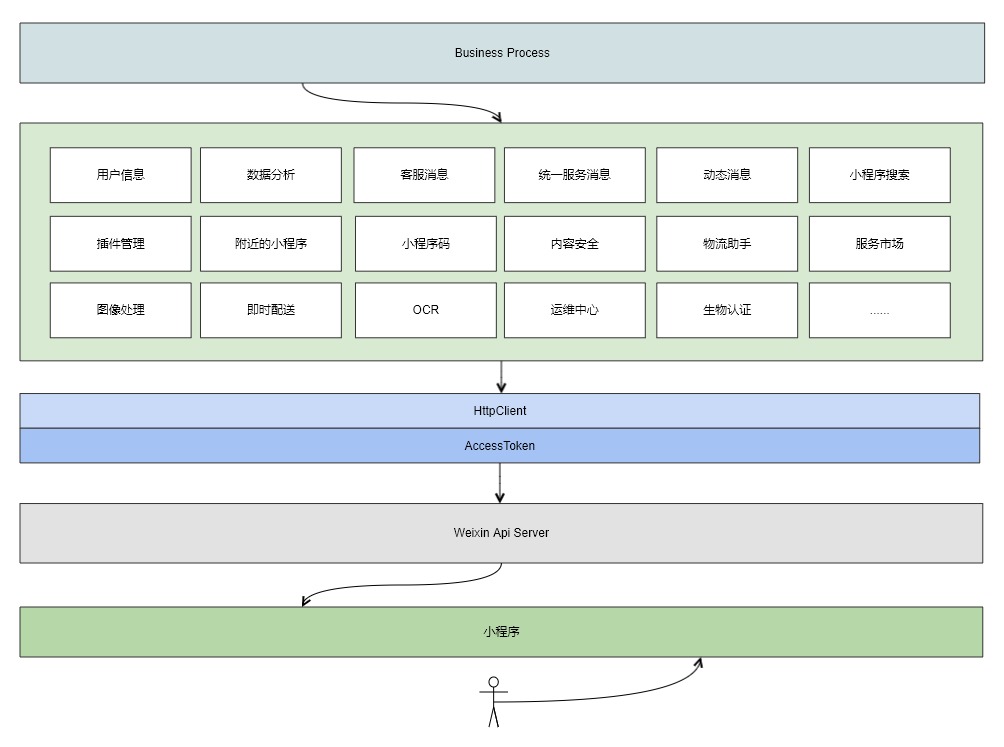 Business Process
用户信息
数据分析
客服消息
统一服务消息
动态消息
小程序搜索
插件管理
附近的小程序
小程序码
内容安全
物流助手
服务市场
图像处理
即时配送
OCR
运维中心
生物认证
......
HttpClient
AccessToken
Weixin Api Server
小程序